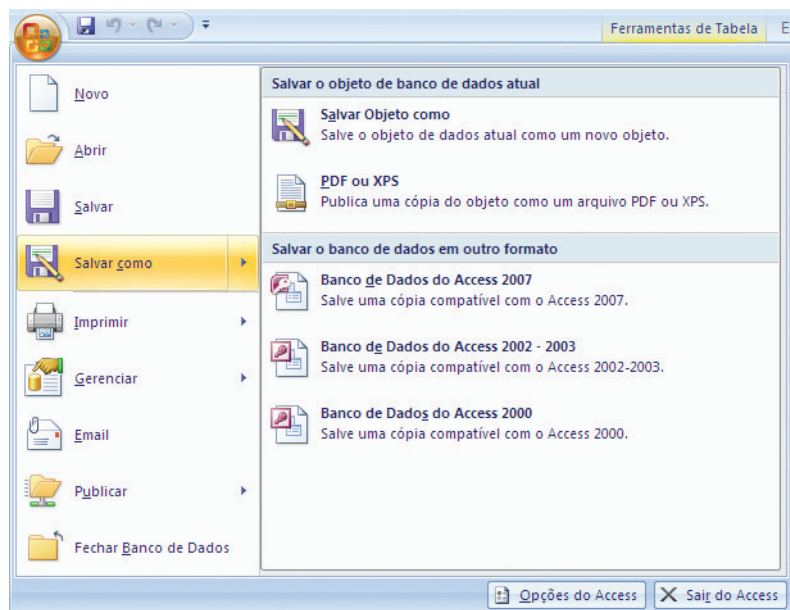 Ferramentas de Tabela
E
Novo
Abrir
Salvar
Salvar como
Imprimir
Gerenciar
Email
Publicar
Fechar Banco de Dados
Salvar o objeto de banco de dados atual
Salvar Objeto como
Salve o objeto de dados atual como um novo objeto.
PDF ou XPS
Publica uma cópia do objeto como um arquivo PDF ou XPS.
Salvar o banco de dados em outro formato
Banco de Dados do Access 2007
Salve uma cópia compatível com o Access 2007.
Banco de Dados do Access 2002 - 2003
Salve uma cópia compatível com o Access 2002-2003.
Banco de Dados do Access 2000
Salve uma cópia compatível com o Access 2000.
Opções do Access
Sair do Access